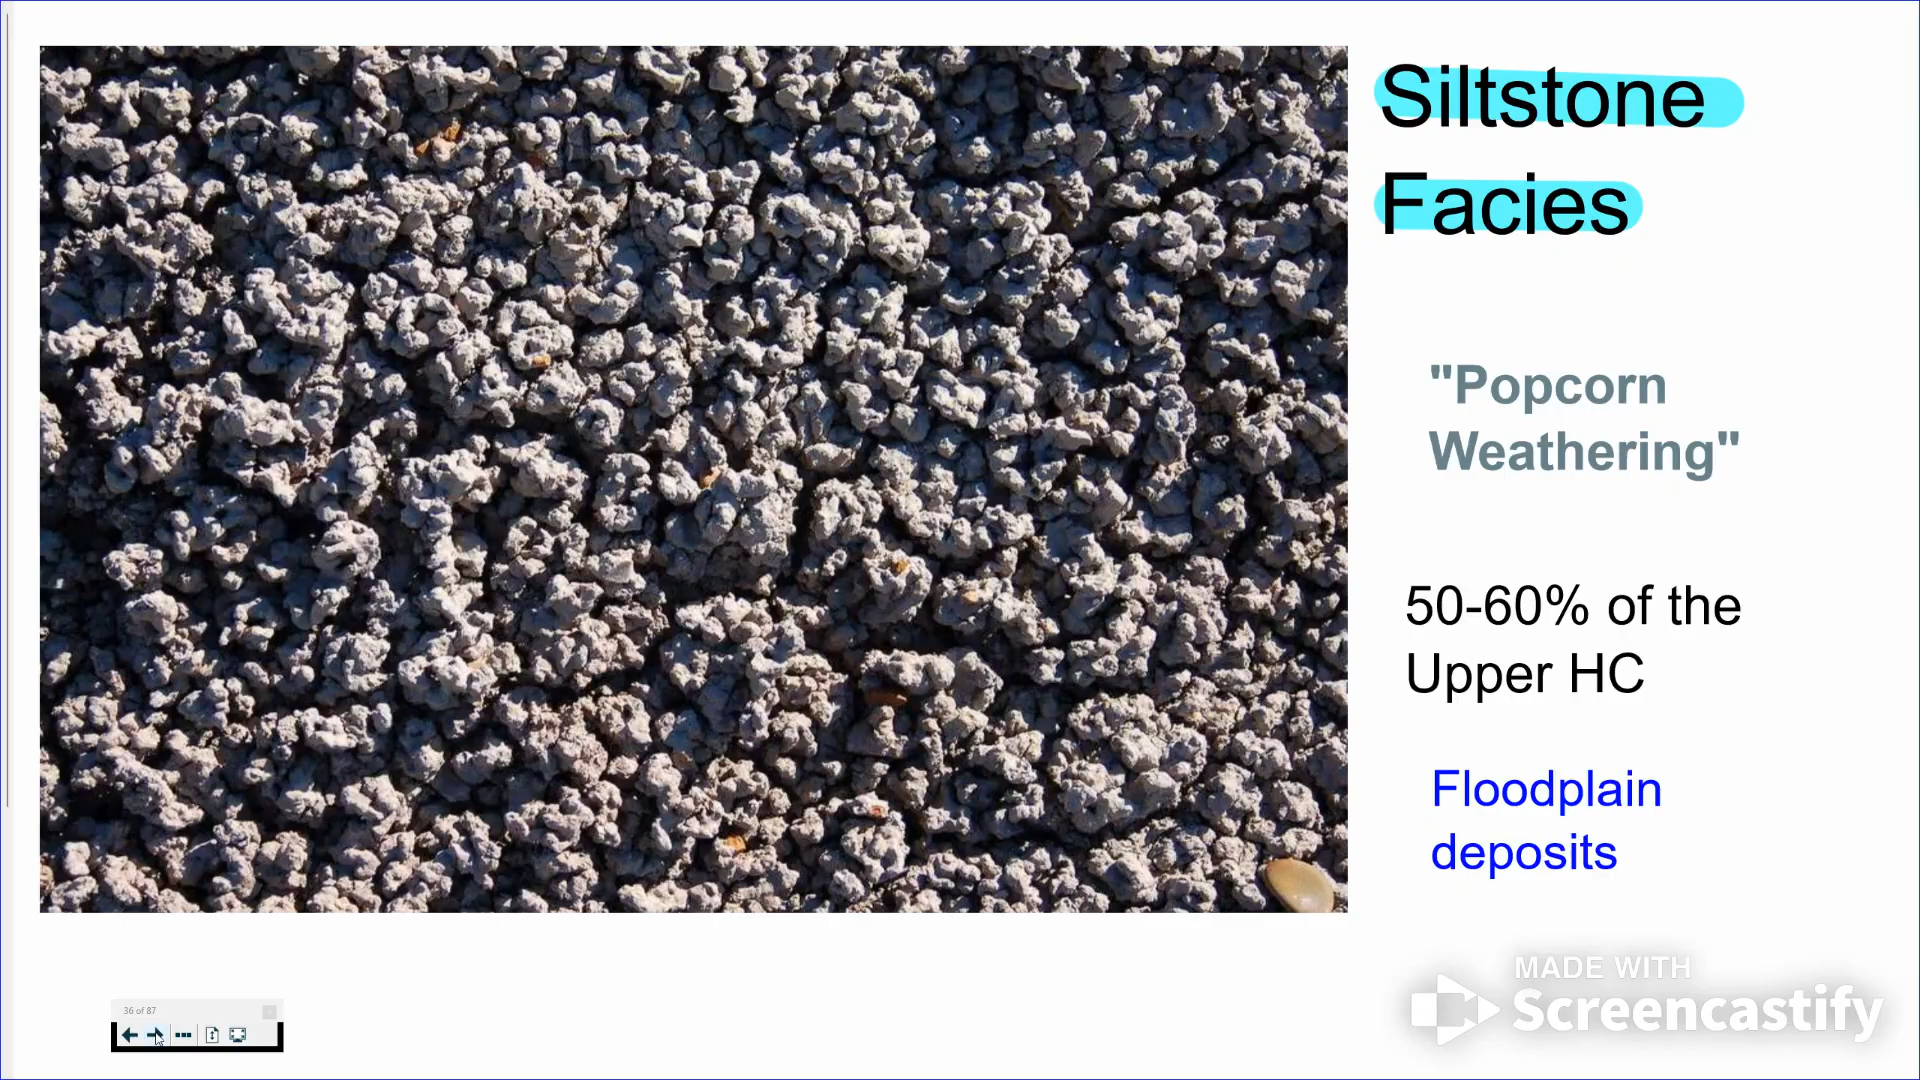 Siltstone
Facies
"Popcorn
Weathering"
50-60% of the
Upper HC
Floodplain
deposits
MADE WITH
Screencastify
36 of 87